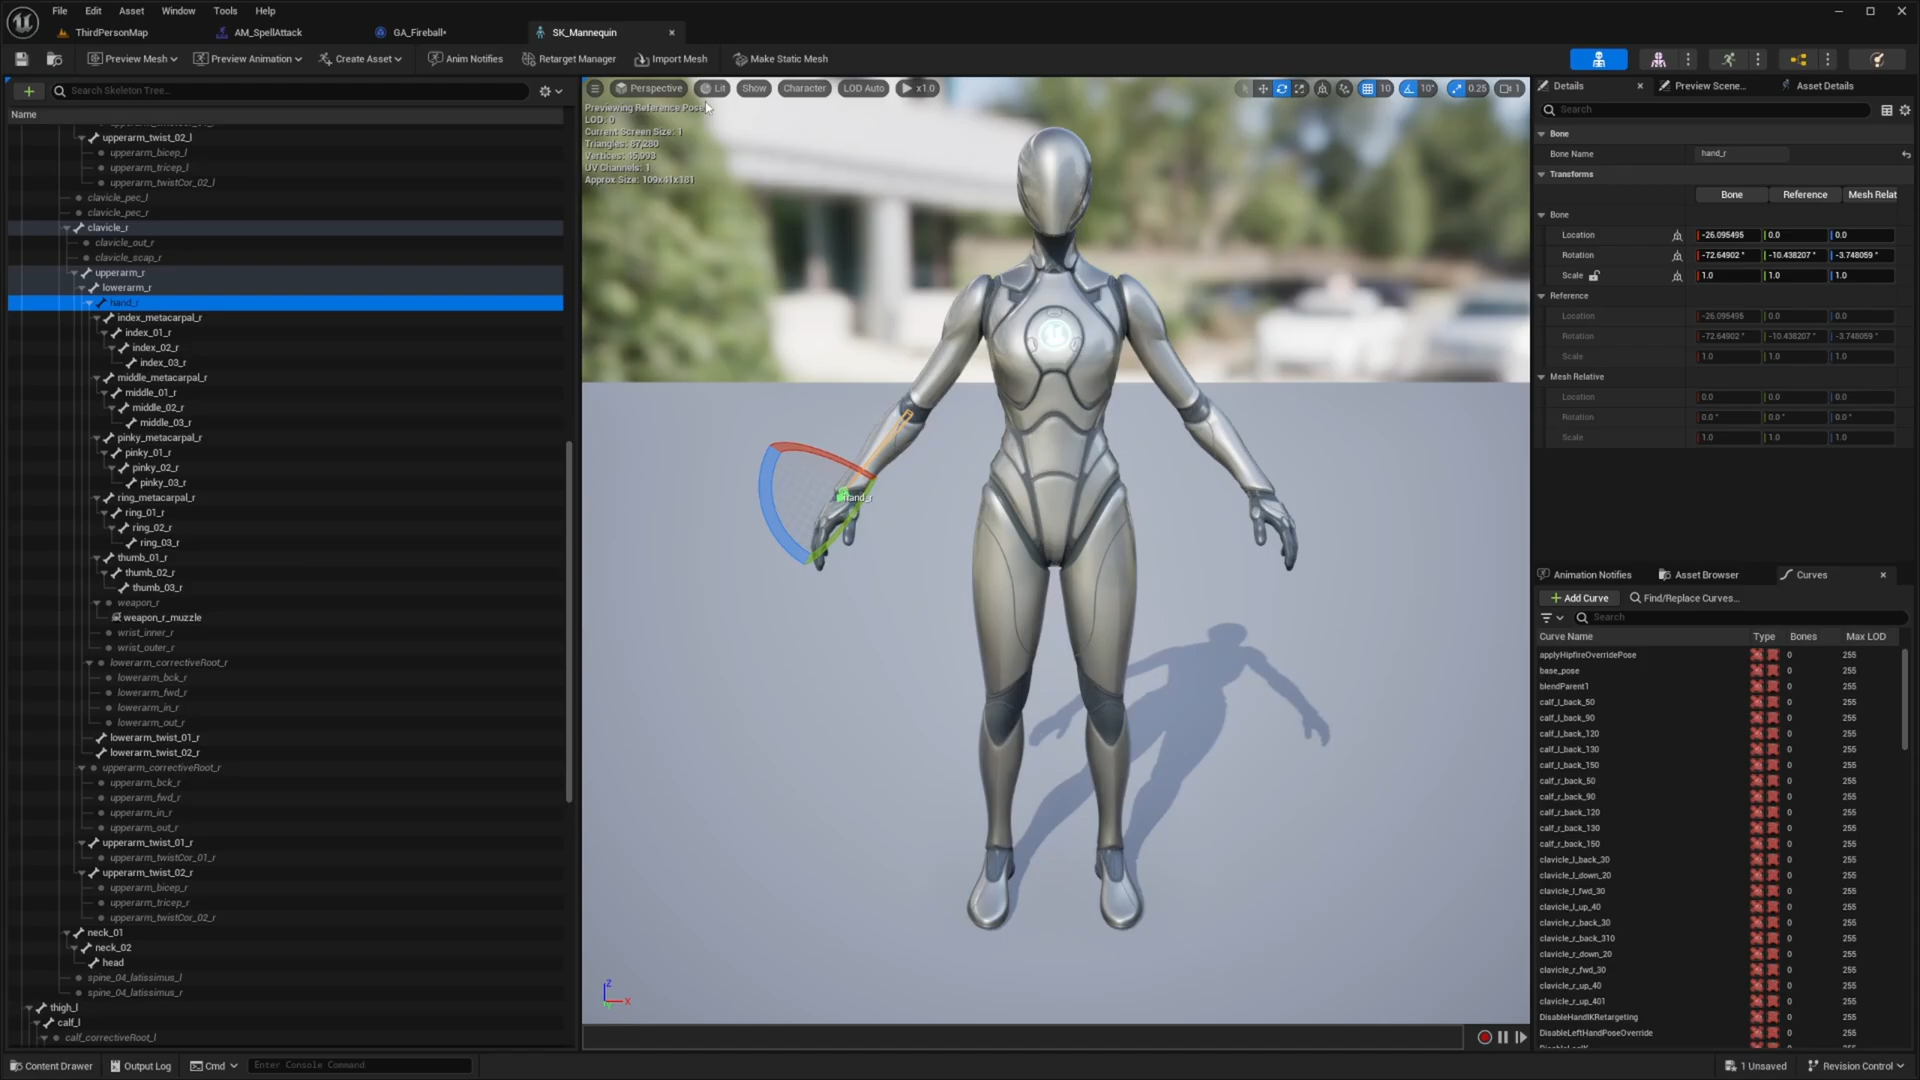 File Edit Asset Window Tools Help
ThirdPersonMap AM_SpellAttack GA_Fireball* SK_Mannequin
Preview Mesh Preview Animation Create Asset Anim Notifies Retarget Manager Import Mesh Make Static Mesh
Search Skeleton Tree...
Name
upperarm_twist_02_l
upperarm_bicep_l
upperarm_tricep_l
upperarm_twistCor_02_l
clavicle_pec_l
clavicle_pec_r
clavicle_r
clavicle_out_r
clavicle_scap_r
upperarm_r
lowerarm_r
hand_r
index_metacarpal_r
index_01_r
index_02_r
index_03_r
middle_metacarpal_r
middle_01_r
middle_02_r
middle_03_r
pinky_metacarpal_r
pinky_01_r
pinky_02_r
pinky_03_r
ring_metacarpal_r
ring_01_r
ring_02_r
ring_03_r
thumb_01_r
thumb_02_r
thumb_03_r
weapon_r
weapon_r_muzzle
wrist_inner_r
wrist_outer_r
lowerarm_correctiveRoot_r
lowerarm_bck_r
lowerarm_fwd_r
lowerarm_in_r
lowerarm_out_r
lowerarm_twist_01_r
lowerarm_twist_02_r
upperarm_correctiveRoot_r
upperarm_bck_r
upperarm_fwd_r
upperarm_in_r
upperarm_out_r
upperarm_twist_01_r
upperarm_twistCor_01_r
upperarm_twist_02_r
upperarm_bicep_r
upperarm_tricep_r
upperarm_twistCor_02_r
neck_01
neck_02
head
spine_04_latissimus_l
spine_04_latissimus_r
thigh_l
calf_l
calf_correctiveRoot_l
Perspective Lit Show Character LOD Auto x1.0 10 10° 0.25 1
Previewing Reference Pose
LOD: 0
Current Screen Size: 1
Triangles: 87,280
Vertices: 45,993
UV Channels: 1
Approx Size: 109x41x181
hand_r
Z
X
Details Preview Scene... Asset Details
Search
Bone
Bone Name hand_r
Transforms
Bone Reference Mesh Relat
Bone
Location -26.095495 0.0 0.0
Rotation -72.64902 ° -10.438207 ° -3.748059 °
Scale 1.0 1.0 1.0
Reference
Location -26.095495 0.0 0.0
Rotation -72.64902 ° -10.438207 ° -3.748059 °
Scale 1.0 1.0 1.0
Mesh Relative
Location 0.0 0.0 0.0
Rotation 0.0 ° 0.0 ° 0.0 °
Scale 1.0 1.0 1.0
Animation Notifies Asset Browser Curves
Add Curve Find/Replace Curves...
Search
Curve Name Type Bones Max LOD
applyHipfireOverridePose 0 255
base_pose 0 255
blendParent1 0 255
calf_l_back_50 0 255
calf_l_back_90 0 255
calf_l_back_120 0 255
calf_l_back_130 0 255
calf_l_back_150 0 255
calf_r_back_50 0 255
calf_r_back_90 0 255
calf_r_back_120 0 255
calf_r_back_130 0 255
calf_r_back_150 0 255
clavicle_l_back_30 0 255
clavicle_l_down_20 0 255
clavicle_l_fwd_30 0 255
clavicle_l_up_40 0 255
clavicle_r_back_30 0 255
clavicle_r_back_310 0 255
clavicle_r_down_20 0 255
clavicle_r_fwd_30 0 255
clavicle_r_up_40 0 255
clavicle_r_up_401 0 255
DisableHandIKRetargeting 0 255
DisableLeftHandPoseOverride 0 255
Content Drawer Output Log Cmd Enter Console Command 1 Unsaved Revision Control